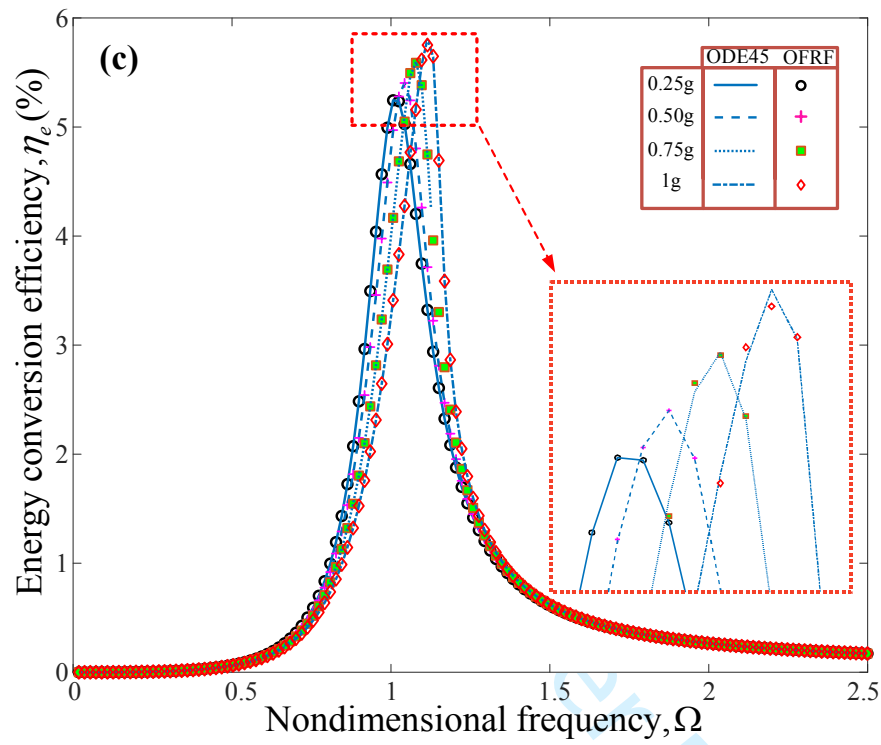 (c)
ODE45 OFRF
0.25g
0.50g
0.75g
1g
Energy conversion efficiency, ηe (%)
6
5
4
3
2
1
0
0 0.5 1 1.5 2 2.5
Nondimensional frequency, Ω